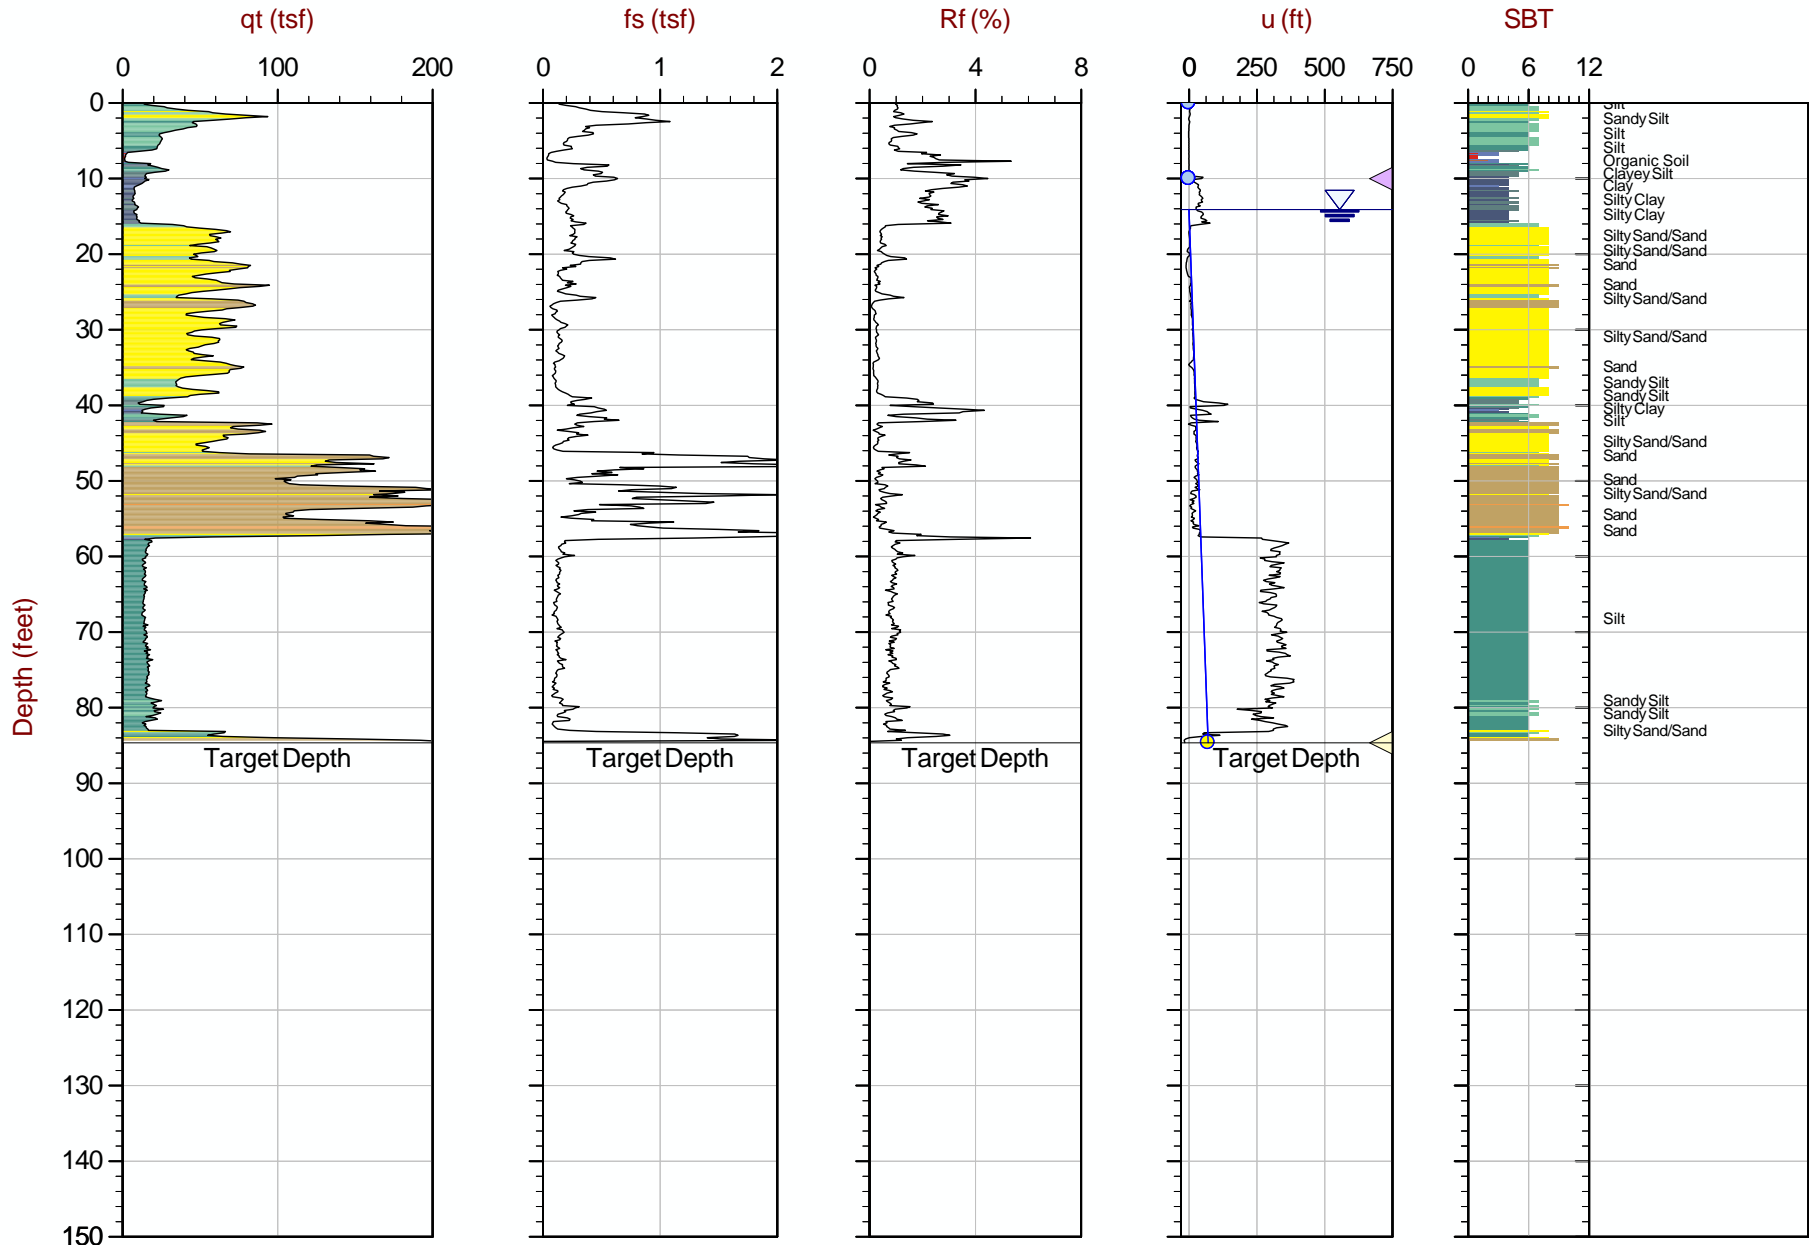 qt (tsf) fs (tsf) Rf (%) u (ft) SBT
0 100 200 0 1 2 0 4 8 0 250 500 750 0 6 12
0
10
20
30
40
50
60
70
80
90
100
110
120
130
140
150
Depth (feet)
Silt
Sandy Silt
Silt
Silt
Organic Soil
Clayey Silt
Clay
Silty Clay
Silty Clay
Silty Sand/Sand
Silty Sand/Sand
Sand
Sand
Silty Sand/Sand
Silty Sand/Sand
Sand
Sandy Silt
Sandy Silt
Silty Clay
Silt
Silty Sand/Sand
Sand
Sand
Silty Sand/Sand
Sand
Sand
Silt
Sandy Silt
Sandy Silt
Silty Sand/Sand
Target Depth Target Depth Target Depth Target Depth